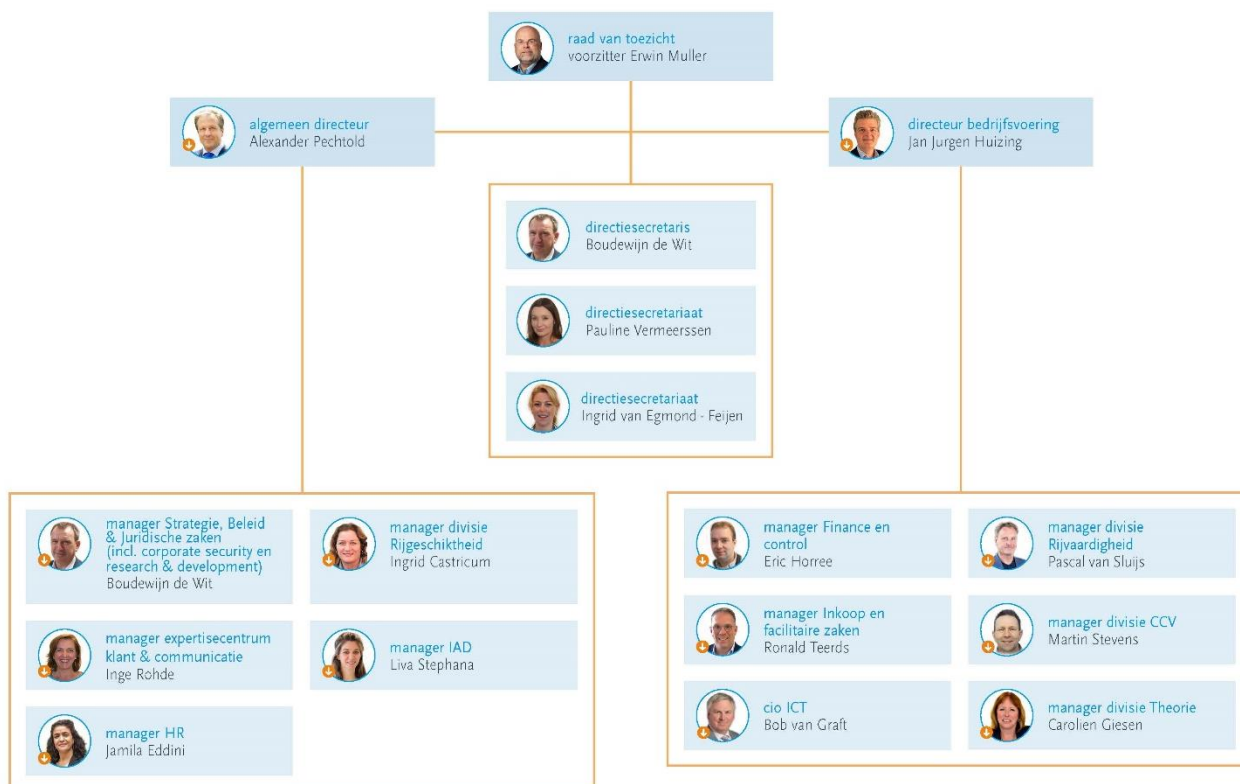 raad van toezicht
voorzitter Erwin Muller
algemeen directeur
Alexander Pechtold
directeur bedrijfsvoering
Jan Jurgen Huizing
directiesecretaris
Boudewijn de Wit
directiesecretariaat
Pauline Vermeerssen
directiesecretariaat
Ingrid van Egmond - Feijen
manager Strategie, Beleid
& Juridische zaken
(incl. corporate security en
research & development)
Boudewijn de Wit
manager divisie
Rijgeschiktheid
Ingrid Castricum
manager expertisecentrum
klant & communicatie
Inge Rohde
manager IAD
Liva Stephana
manager HR
Jamila Eddini
manager Finance en
control
Eric Horree
manager divisie
Rijvaardigheid
Pascal van Sluijs
manager Inkoop en
facilitaire zaken
Ronald Teerds
manager divisie CCV
Martin Stevens
cio ICT
Bob van Graft
manager divisie Theorie
Carolien Giesen